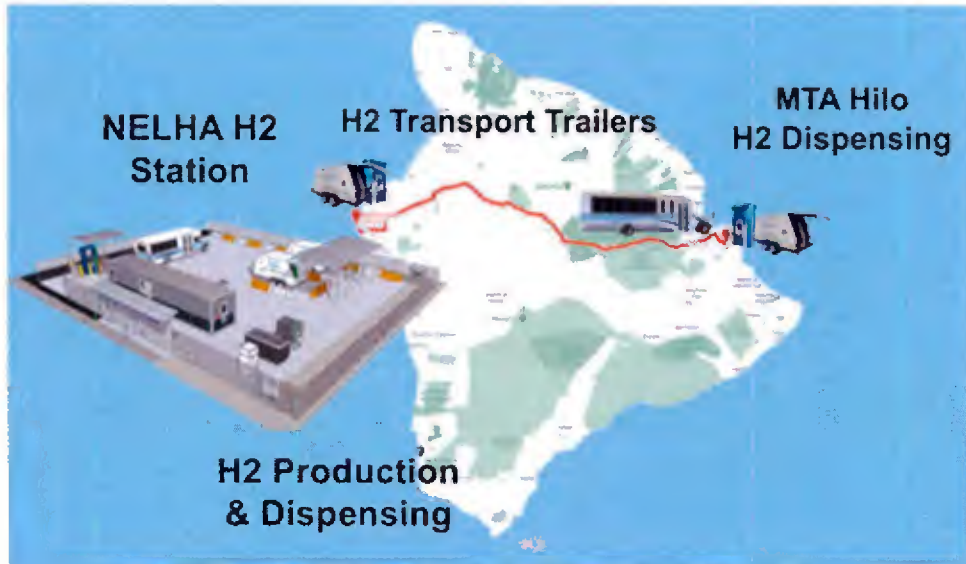 NELHA H2
Station
H2 Transport Trailers
MTA Hilo
H2 Dispensing
H2 Production
& Dispensing